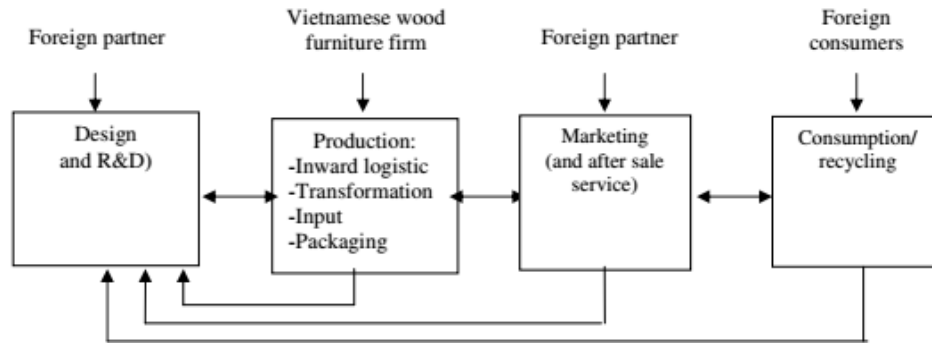 Foreign partner
Vietnamese wood
furniture firm
Foreign partner
Foreign
consumers
Design
and R&D)
Production:
-Inward logistic
-Transformation
-Input
-Packaging
Marketing
(and after sale
service)
Consumption/
recycling